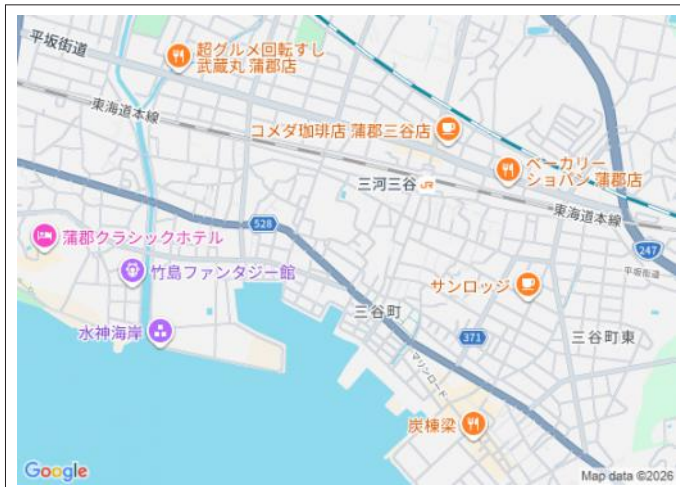 平坂街道
超グルメ回転すし
武蔵丸 蒲郡店
東海道本線
コメダ珈琲店 蒲郡三谷店
ベーカリー
ショパン 蒲郡店
三河三谷
JR
東海道本線
528
蒲郡クラシックホテル
247
竹島ファンタジー館
平坂街道
サンロッジ
三谷町
水神海岸
371
三谷町東
マリンロード
炭棟梁
Google
Map data ©2026